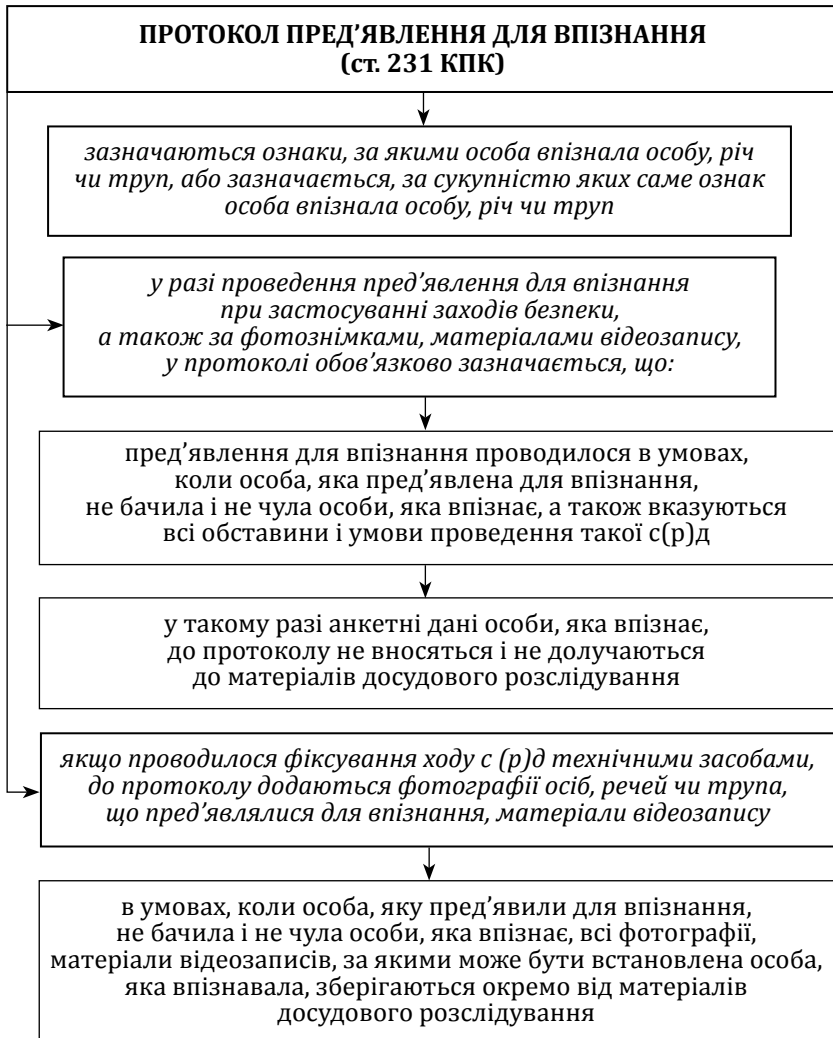 ПРОТОКОЛ ПРЕД’ЯВЛЕННЯ ДЛЯ ВПІЗНАННЯ
(ст. 231 КПК)
зазначаються ознаки, за якими особа впізнала особу, річ
чи труп, або зазначається, за сукупністю яких саме ознак
особа впізнала особу, річ чи труп
у разі проведення пред’явлення для впізнання
при застосуванні заходів безпеки,
а також за фотознімками, матеріалами відеозапису,
у протоколі обов’язково зазначається, що:
пред’явлення для впізнання проводилося в умовах,
коли особа, яка пред’явлена для впізнання,
не бачила і не чула особи, яка впізнає, а також вказуються
всі обставини і умови проведення такої с(р)д
у такому разі анкетні дані особи, яка впізнає,
до протоколу не вносяться і не долучаються
до матеріалів досудового розслідування
якщо проводилося фіксування ходу с (р)д технічними засобами,
до протоколу додаються фотографії осіб, речей чи трупа,
що пред’являлися для впізнання, матеріали відеозапису
в умовах, коли особа, яку пред’явили для впізнання,
не бачила і не чула особи, яка впізнає, всі фотографії,
матеріали відеозаписів, за якими може бути встановлена особа,
яка впізнавала, зберігаються окремо від матеріалів
досудового розслідування